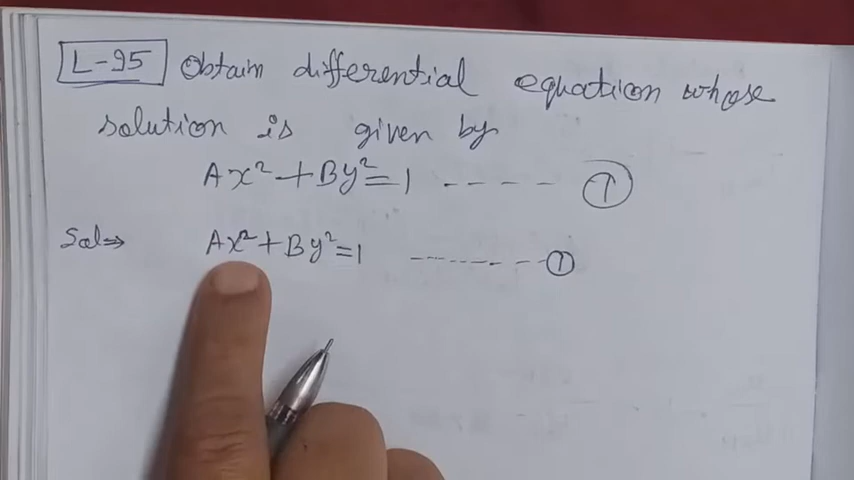 L-95 Obtain differential equation whose
solution is given by
Ax²+By²=1 ----- ①
Sol⇒ Ax²+By²=1 --------- ①